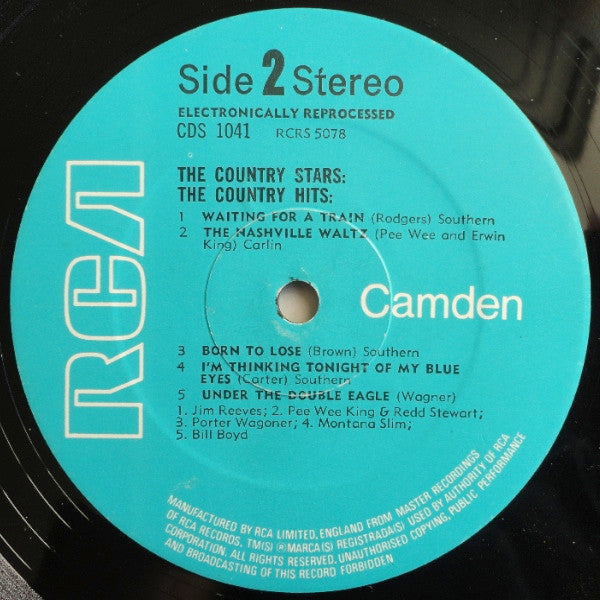 Side 2 Stereo
ELECTRONICALLY REPROCESSED
CDS 1041 RCRS 5078
THE COUNTRY STARS:
THE COUNTRY HITS:
1 WAITING FOR A TRAIN (Rodgers) Southern
2 THE NASHVILLE WALTZ (Pee Wee and Erwin
King) Carlin
RCA
Camden
3 BORN TO LOSE (Brown) Southern
4 I'M THINKING TONIGHT OF MY BLUE
EYES (Carter) Southern
5 UNDER THE DOUBLE EAGLE (Wagner)
1. Jim Reeves; 2. Pee Wee King & Redd Stewart;
3. Porter Wagoner; 4. Montana Slim;
5. Bill Boyd
MANUFACTURED BY RCA LIMITED, ENGLAND FROM MASTER RECORDINGS
OF RCA RECORDS. TM(S) ® MARCA(S) REGISTRADA(S) USED BY AUTHORITY OF RCA
CORPORATION. ALL RIGHTS RESERVED. UNAUTHORISED COPYING, PUBLIC PERFORMANCE
AND BROADCASTING OF THIS RECORD FORBIDDEN